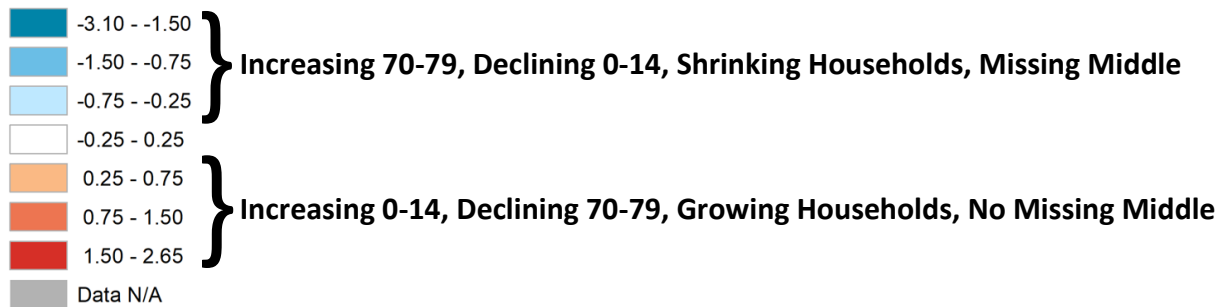 -3.10 - -1.50
-1.50 - -0.75
Increasing 70-79, Declining 0-14, Shrinking Households, Missing Middle
-0.75 - -0.25
-0.25 - 0.25
0.25 - 0.75
0.75 - 1.50
Increasing 0-14, Declining 70-79, Growing Households, No Missing Middle
1.50 - 2.65
Data N/A